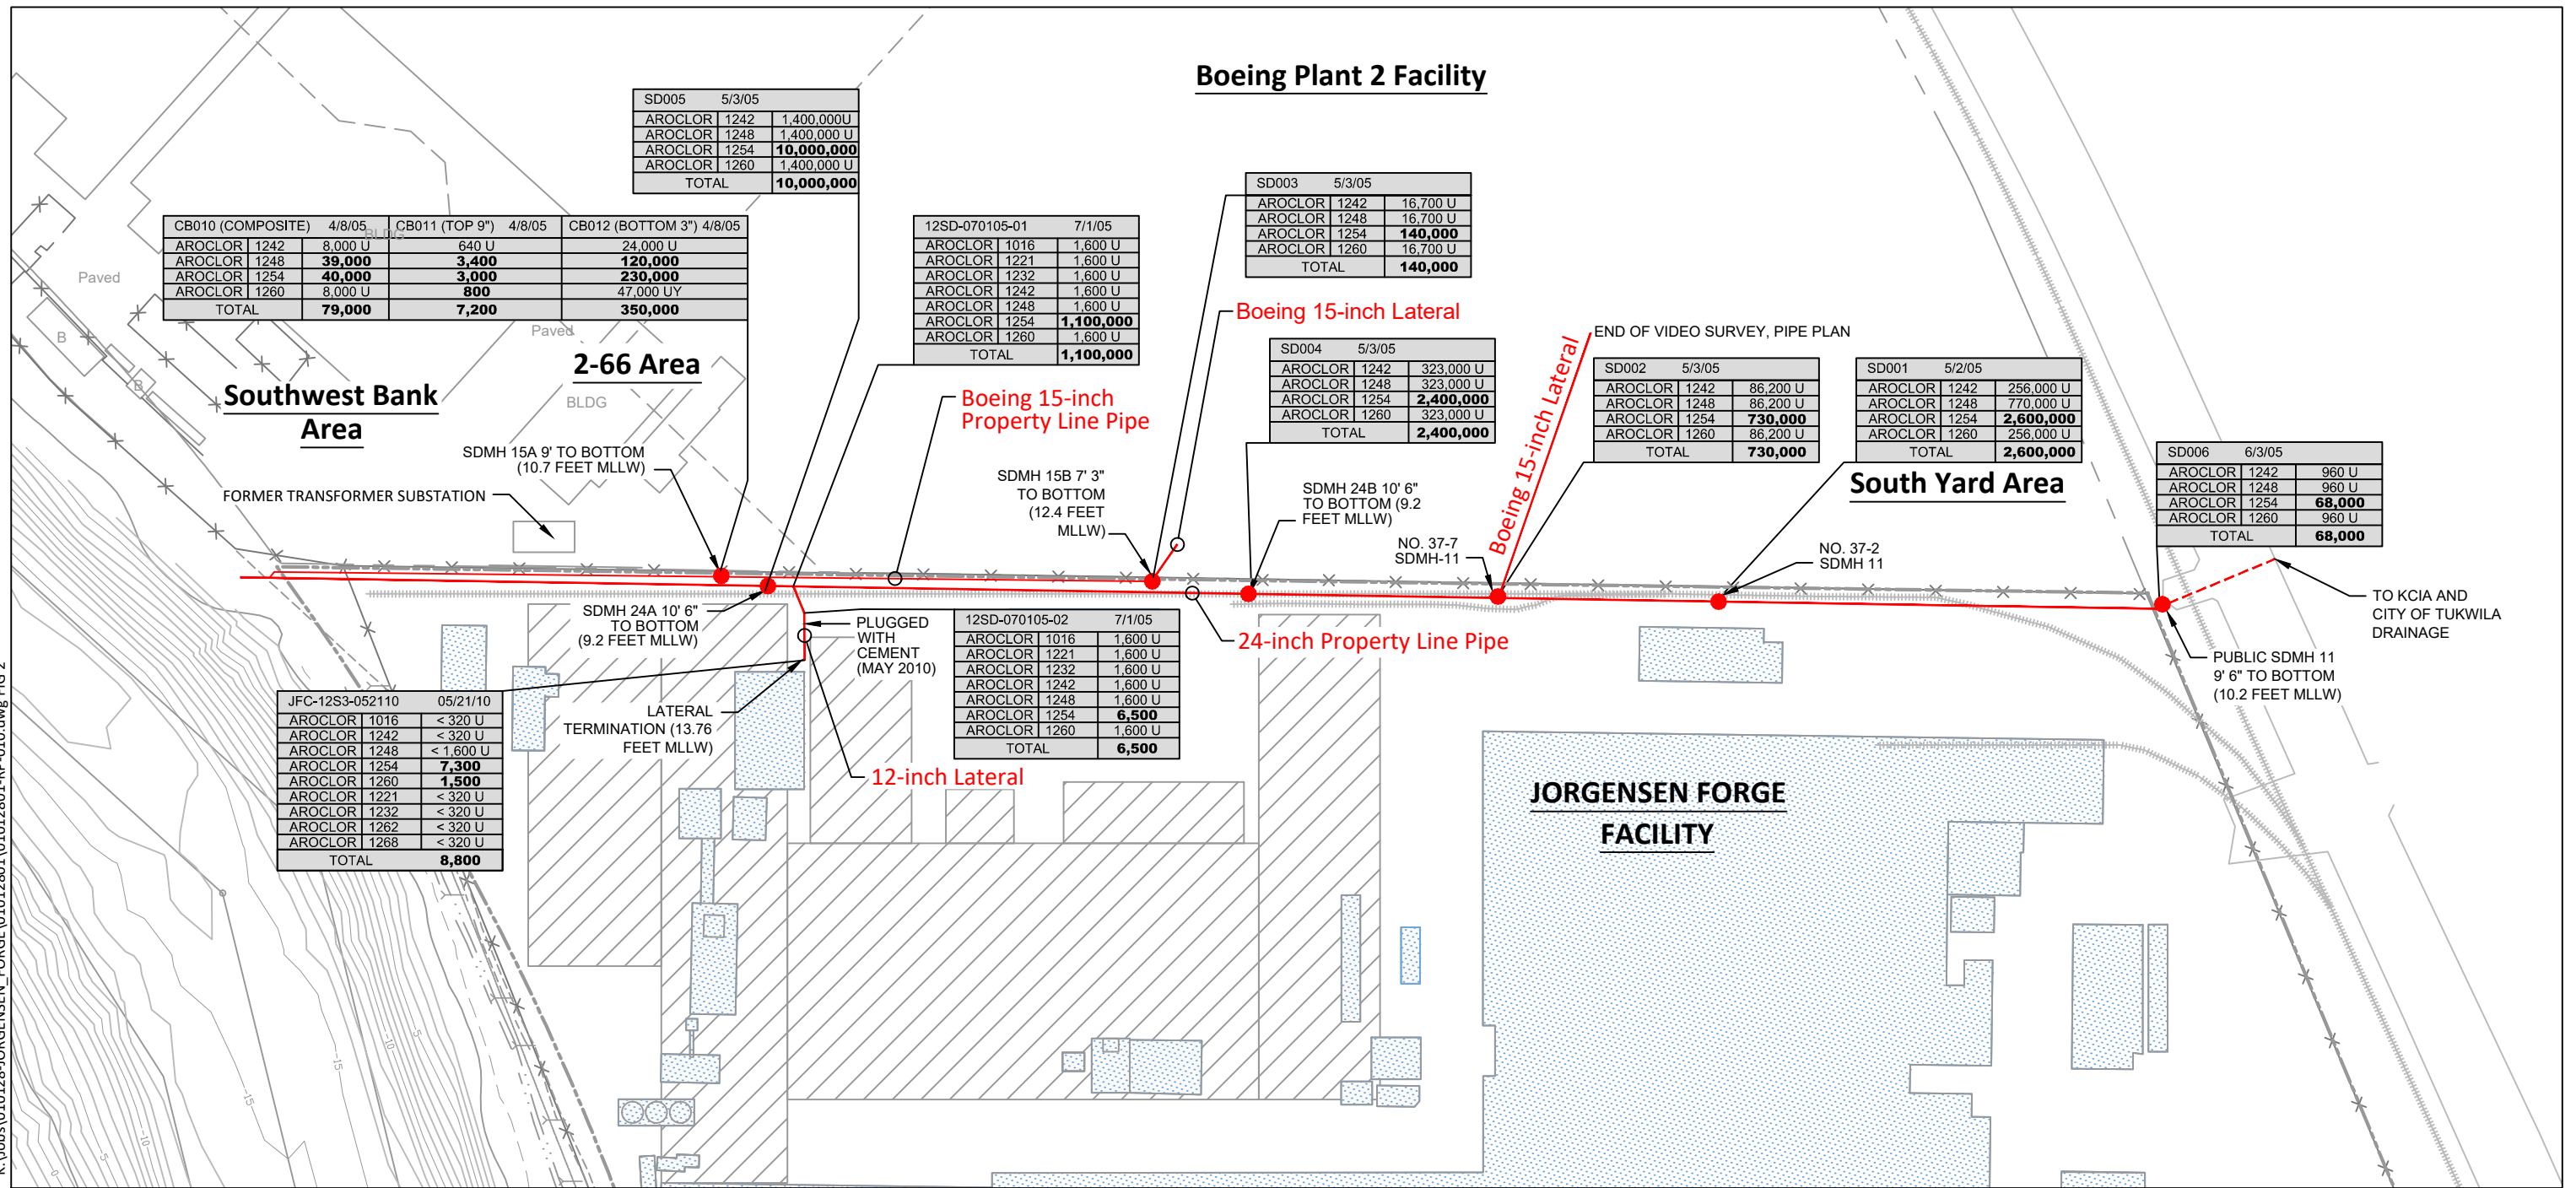 Boeing Plant 2 Facility
SD005 5/3/05
AROCLOR 1242 1,400,000U
AROCLOR 1248 1,400,000 U
AROCLOR 1254 10,000,000
AROCLOR 1260 1,400,000 U
TOTAL 10,000,000
SD003 5/3/05
AROCLOR 1242 16,700 U
AROCLOR 1248 16,700 U
AROCLOR 1254 140,000
AROCLOR 1260 16,700 U
TOTAL 140,000
CB010 (COMPOSITE) 4/8/05 CB011 (TOP 9") 4/8/05 CB012 (BOTTOM 3") 4/8/05
AROCLOR 1242 8,000 U 640 U 24,000 U
AROCLOR 1248 39,000 3,400 120,000
AROCLOR 1254 40,000 3,000 230,000
AROCLOR 1260 8,000 U 800 47,000 UY
TOTAL 79,000 7,200 350,000
BLDG
Paved
Paved
B
B
BLDG
12SD-070105-01 7/1/05
AROCLOR 1016 1,600 U
AROCLOR 1221 1,600 U
AROCLOR 1232 1,600 U
AROCLOR 1242 1,600 U
AROCLOR 1248 1,600 U
AROCLOR 1254 1,100,000
AROCLOR 1260 1,600 U
TOTAL 1,100,000
Boeing 15-inch Lateral
END OF VIDEO SURVEY, PIPE PLAN
SD004 5/3/05
AROCLOR 1242 323,000 U
AROCLOR 1248 323,000 U
AROCLOR 1254 2,400,000
AROCLOR 1260 323,000 U
TOTAL 2,400,000
Boeing 15-inch Lateral
SD002 5/3/05
AROCLOR 1242 86,200 U
AROCLOR 1248 86,200 U
AROCLOR 1254 730,000
AROCLOR 1260 86,200 U
TOTAL 730,000
SD001 5/2/05
AROCLOR 1242 256,000 U
AROCLOR 1248 770,000 U
AROCLOR 1254 2,600,000
AROCLOR 1260 256,000 U
TOTAL 2,600,000
2-66 Area
Southwest Bank
Area
Boeing 15-inch
Property Line Pipe
SD006 6/3/05
AROCLOR 1242 960 U
AROCLOR 1248 960 U
AROCLOR 1254 68,000
AROCLOR 1260 960 U
TOTAL 68,000
South Yard Area
SDMH 15A 9' TO BOTTOM
(10.7 FEET MLLW)
FORMER TRANSFORMER SUBSTATION
SDMH 15B 7' 3"
TO BOTTOM
(12.4 FEET
MLLW)
SDMH 24B 10' 6"
TO BOTTOM (9.2
FEET MLLW)
NO. 37-7
SDMH-11
NO. 37-2
SDMH 11
TO KCIA AND
CITY OF TUKWILA
DRAINAGE
SDMH 24A 10' 6"
TO BOTTOM
(9.2 FEET MLLW)
PLUGGED
WITH
CEMENT
(MAY 2010)
12SD-070105-02 7/1/05
AROCLOR 1016 1,600 U
AROCLOR 1221 1,600 U
AROCLOR 1232 1,600 U
AROCLOR 1242 1,600 U
AROCLOR 1248 1,600 U
AROCLOR 1254 6,500
AROCLOR 1260 1,600 U
TOTAL 6,500
24-inch Property Line Pipe
PUBLIC SDMH 11
9' 6" TO BOTTOM
(10.2 FEET MLLW)
JFC-12S3-052110 05/21/10
AROCLOR 1016 < 320 U
AROCLOR 1242 < 320 U
AROCLOR 1248 < 1,600 U
AROCLOR 1254 7,300
AROCLOR 1260 1,500
AROCLOR 1221 < 320 U
AROCLOR 1232 < 320 U
AROCLOR 1262 < 320 U
AROCLOR 1268 < 320 U
TOTAL 8,800
LATERAL
TERMINATION (13.76
FEET MLLW)
12-inch Lateral
JORGENSEN FORGE
FACILITY
-15
-15
-10
-10
-5
-5
0